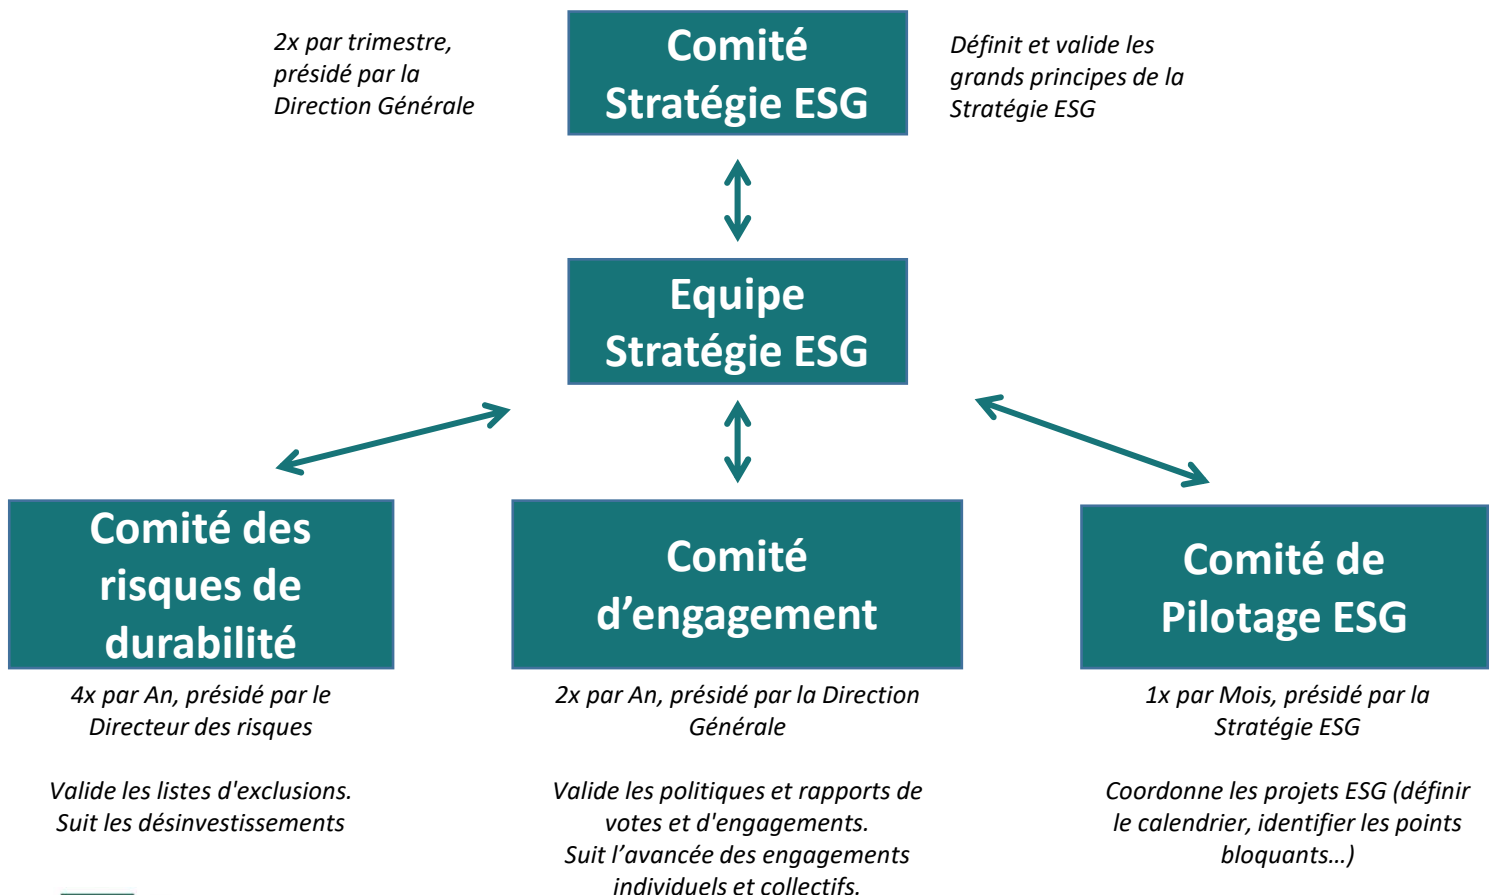 2x par trimestre,
présidé par la
Direction Générale
Comité
Stratégie ESG
Définit et valide les
grands principes de la
Stratégie ESG
Equipe
Stratégie ESG
Comité des
risques de
durabilité
4x par An, présidé par le
Directeur des risques
Valide les listes d'exclusions.
Suit les désinvestissements
Comité
d’engagement
2x par An, présidé par la Direction
Générale
Valide les politiques et rapports de
votes et d'engagements.
Suit l’avancée des engagements
individuels et collectifs.
Comité de
Pilotage ESG
1x par Mois, présidé par la
Stratégie ESG
Coordonne les projets ESG (définir
le calendrier, identifier les points
bloquants…)